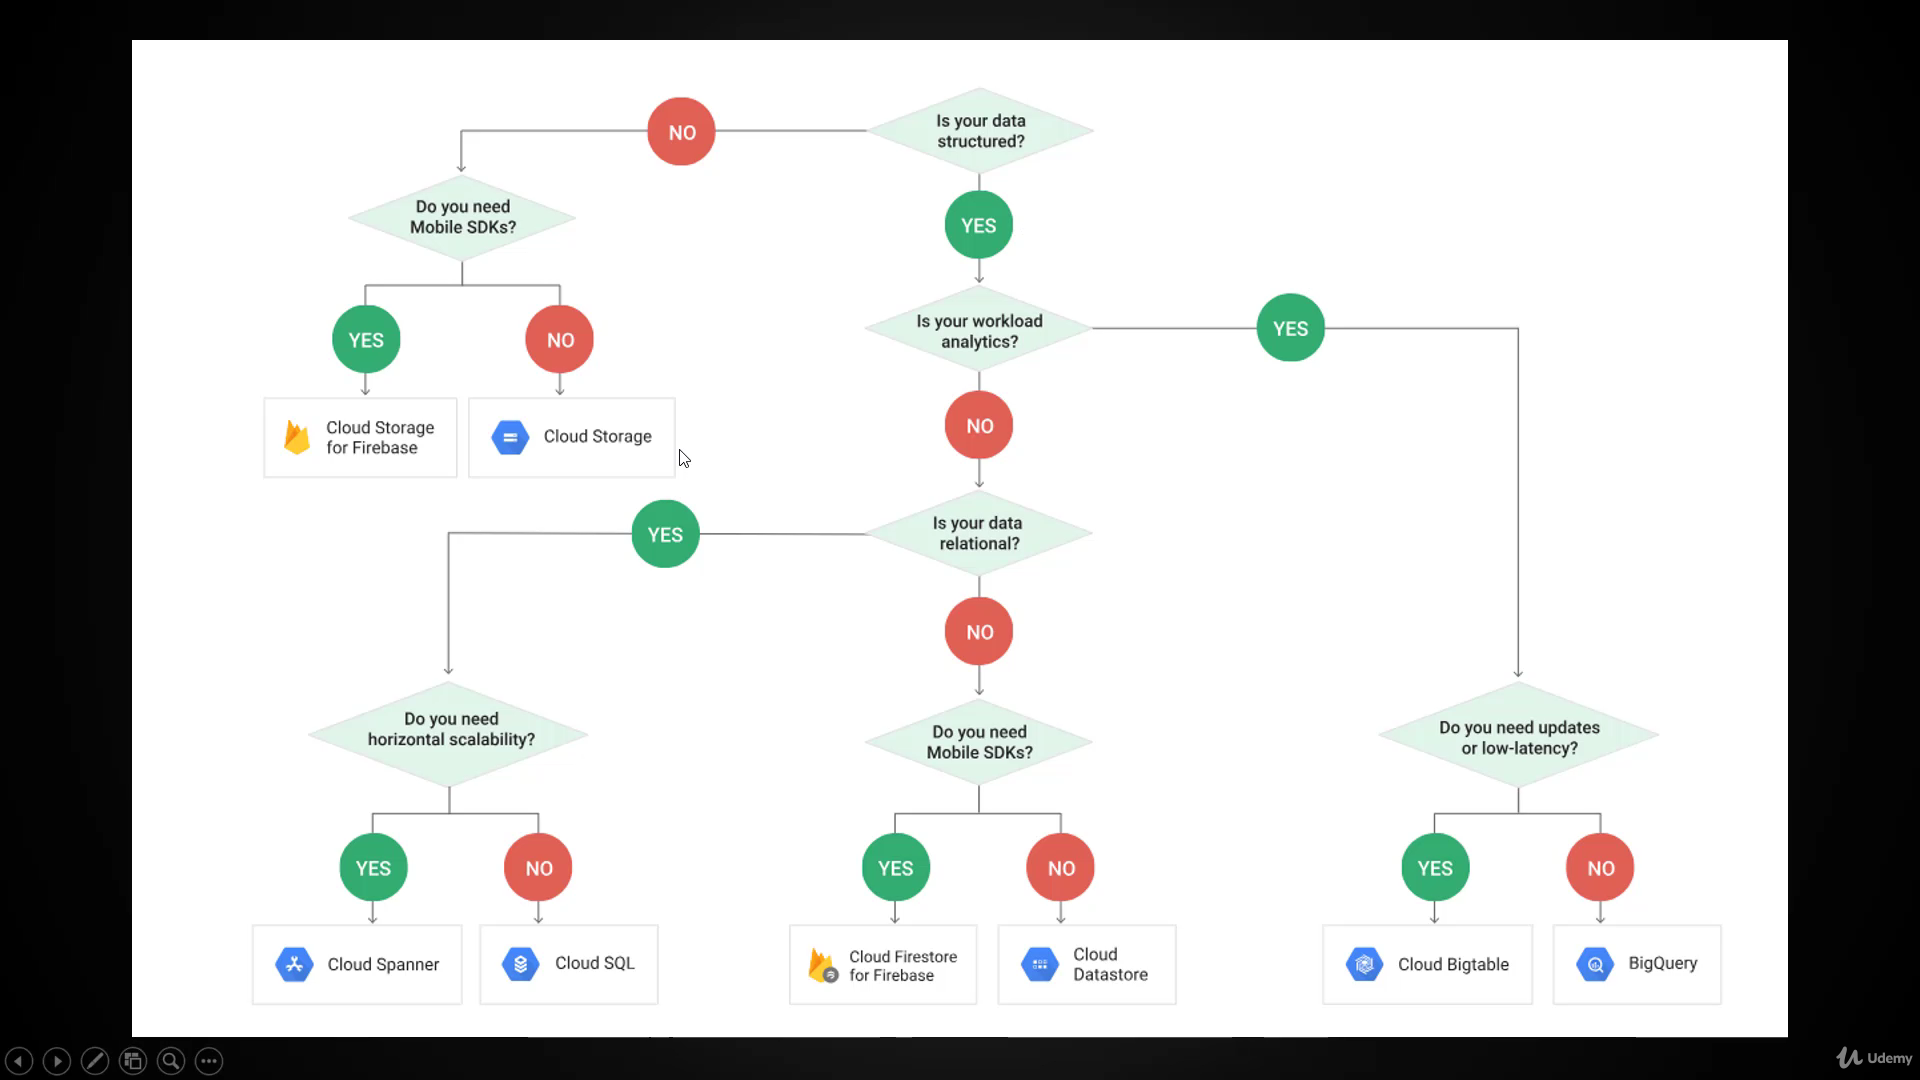 NO
Is your data
structured?
Do you need
Mobile SDKs?
YES
Is your workload
analytics?
YES
YES
NO
NO
Cloud Storage
for Firebase
Cloud Storage
YES
Is your data
relational?
NO
Do you need
horizontal scalability?
Do you need
Mobile SDKs?
Do you need updates
or low-latency?
YES
NO
YES
NO
YES
NO
Cloud Spanner
Cloud SQL
Cloud Firestore
for Firebase
Cloud
Datastore
Cloud Bigtable
BigQuery
Udemy